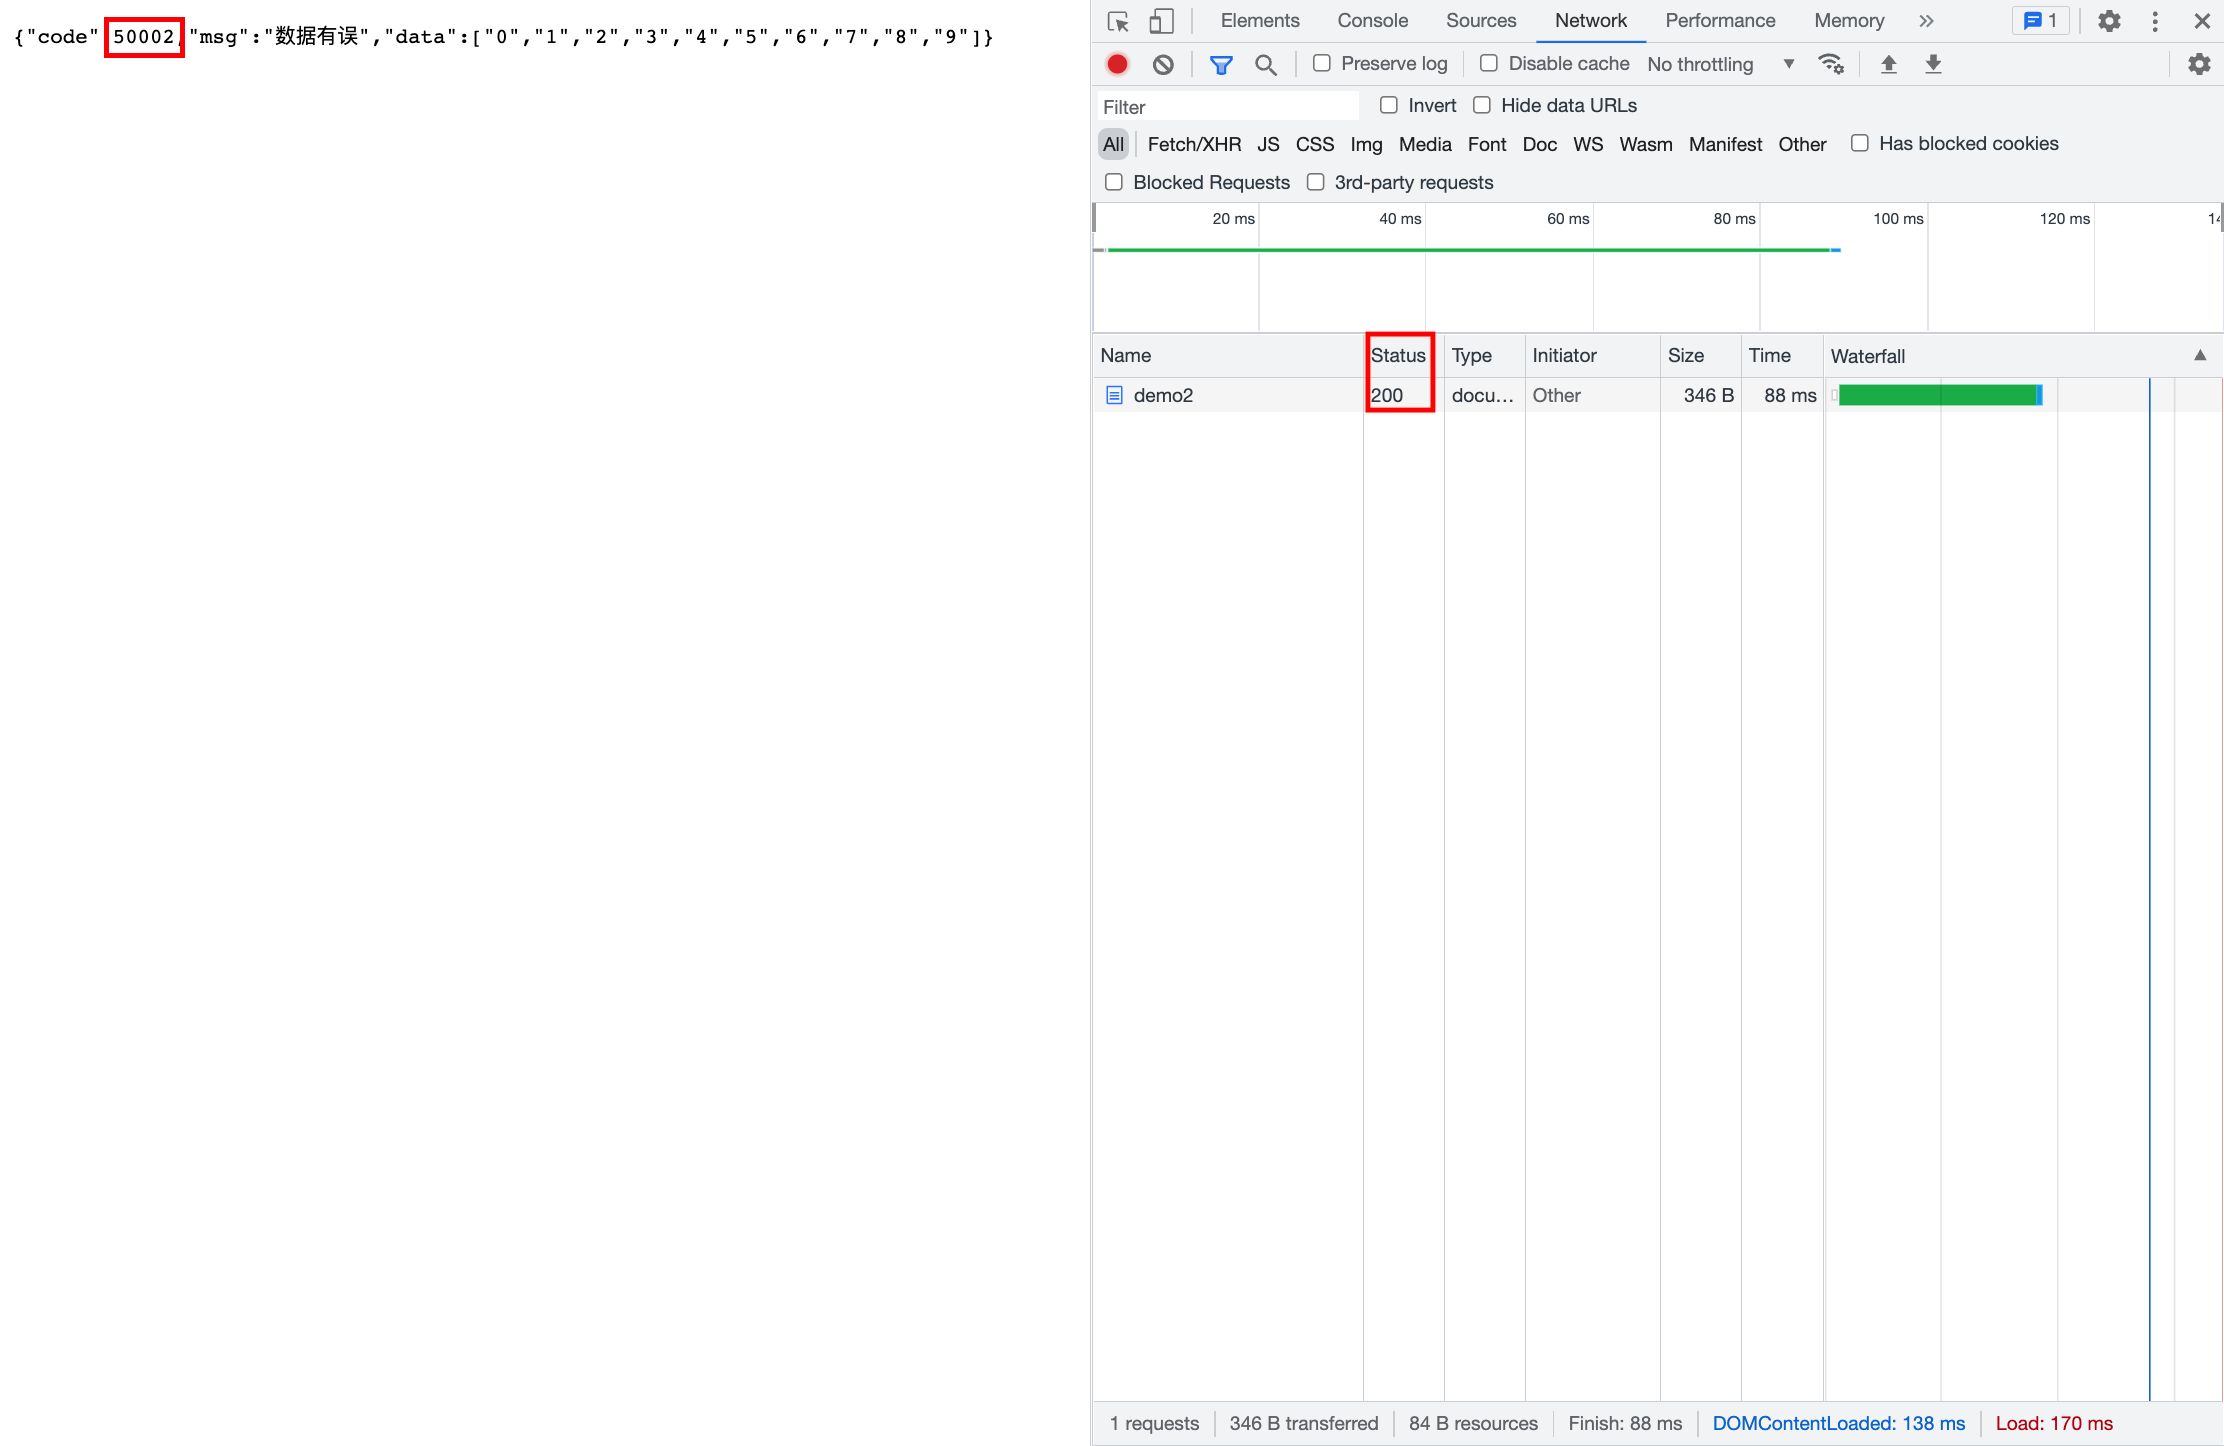 {"code" 50002,"msg":"数据有误","data":["0","1","2","3","4","5","6","7","8","9"]}
Elements Console Sources Network Performance Memory » 1
Preserve log Disable cache No throttling
Filter Invert Hide data URLs
All Fetch/XHR JS CSS Img Media Font Doc WS Wasm Manifest Other Has blocked cookies
Blocked Requests 3rd-party requests
20 ms 40 ms 60 ms 80 ms 100 ms 120 ms
Name Status Type Initiator Size Time Waterfall
demo2 200 docu... Other 346 B 88 ms
1 requests 346 B transferred 84 B resources Finish: 88 ms DOMContentLoaded: 138 ms Load: 170 ms